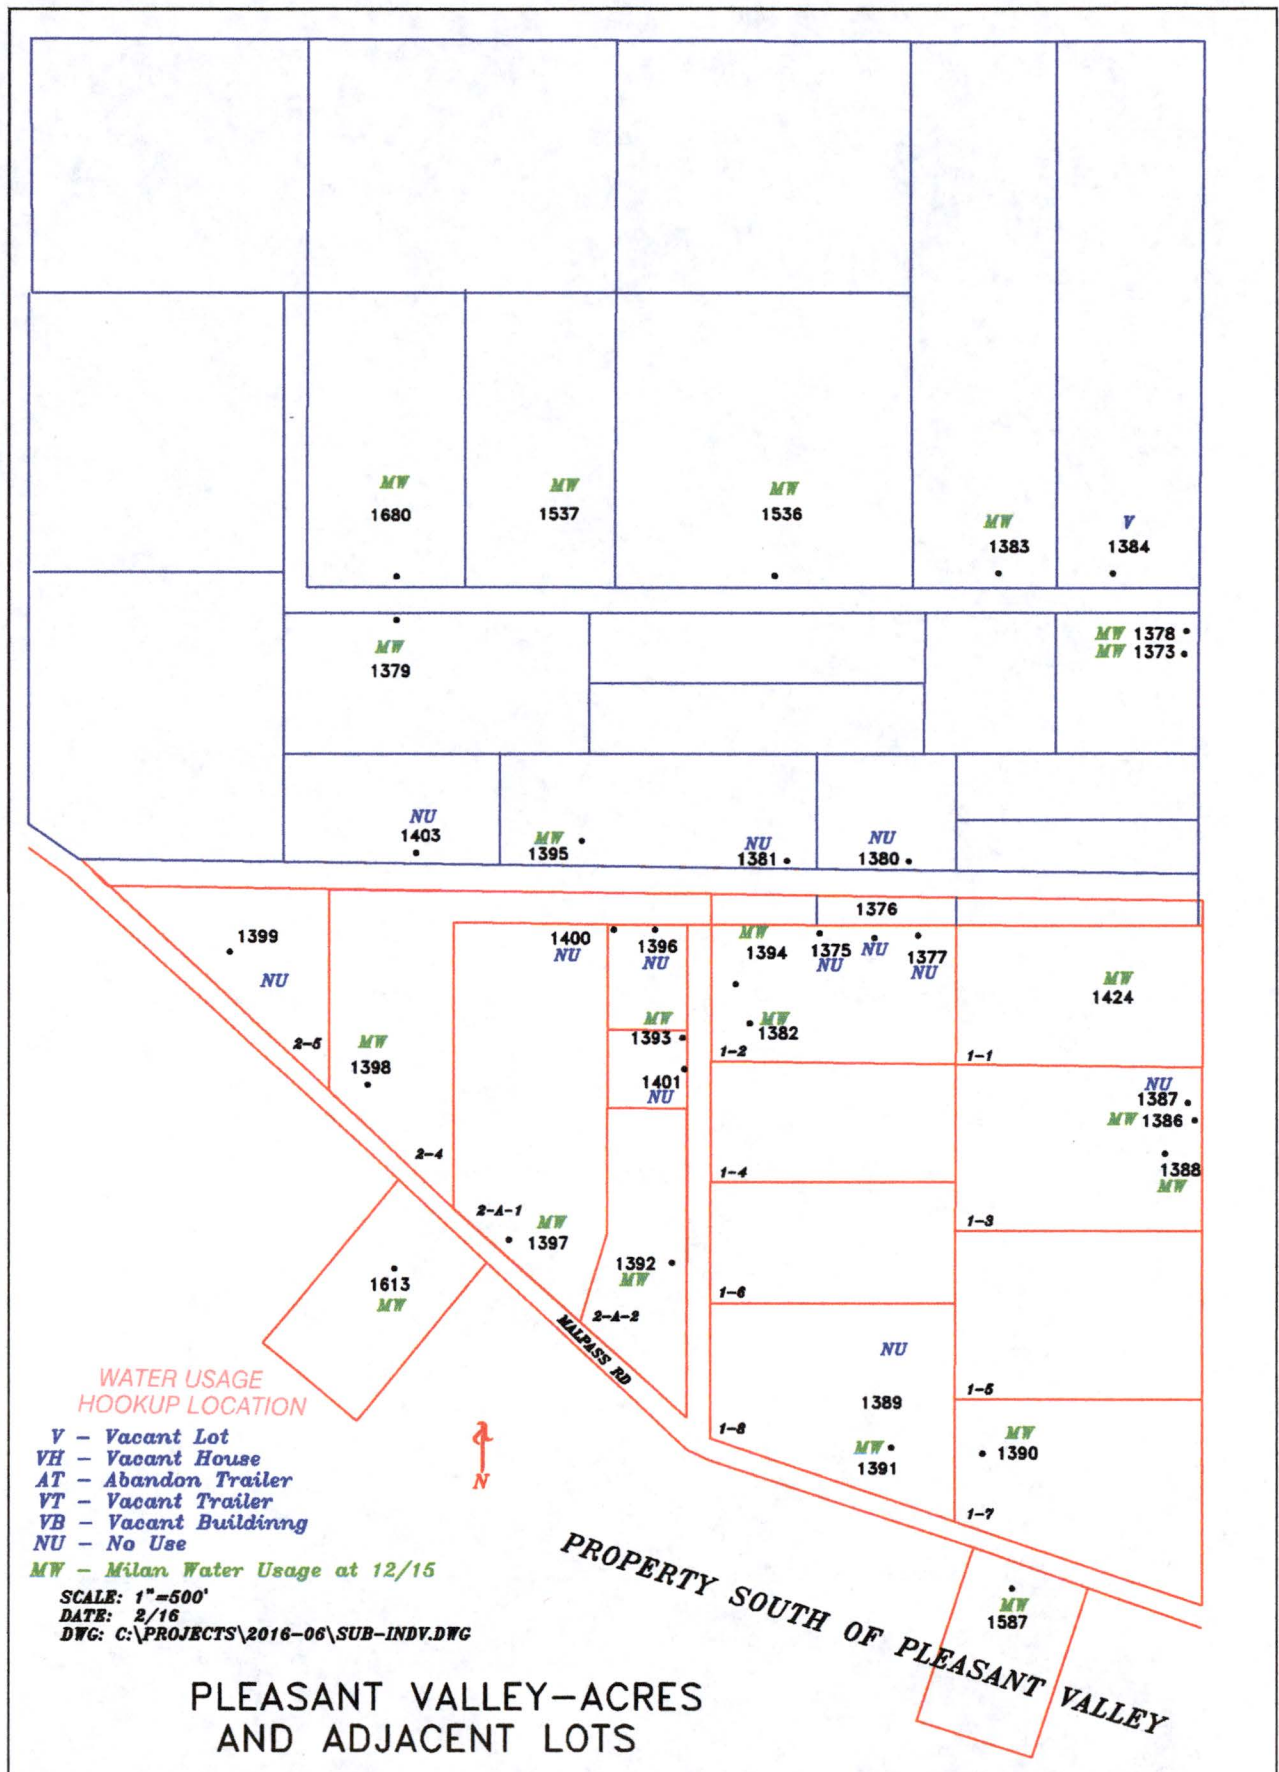 MW
1680
MW
1537
MW
1536
MW
1383
V
1384
MW 1378
MW 1373
MW
1379
NU
1403
MW
1395
NU
1381
NU
1380
1376
1399
NU
1400
NU
1396
NU
MW
1394
1375
NU
NU
1377
NU
MW
1424
MW
1393
MW
1382
2-5
MW
1398
1-2
1-1
1401
NU
NU
1387
MW 1386
1388
MW
2-4
1-4
2-A-1
MW
1397
1-3
1392
MW
1613
MW
1-6
2-A-2
MALPASS RD
NU
1389
1-5
1-8
MW
1391
MW
1390
1-7
WATER USAGE
HOOKUP LOCATION
V - Vacant Lot
VH - Vacant House
AT - Abandon Trailer
VT - Vacant Trailer
VB - Vacant Buildinng
NU - No Use
MW - Milan Water Usage at 12/15
N
SCALE: 1"=500'
DATE: 2/16
DWG: C:\PROJECTS\2016-06\SUB-INDV.DWG
PROPERTY SOUTH OF PLEASANT VALLEY
MW
1587
PLEASANT VALLEY-ACRES
AND ADJACENT LOTS